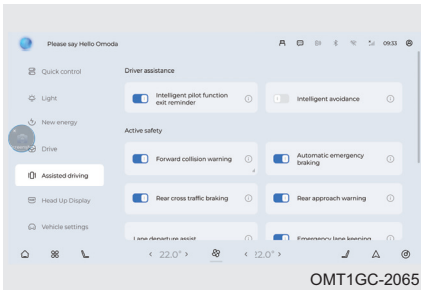 Please say Hello Omoda
09:33
Quick control
Driver assistance
Light
Intelligent pilot function
exit reminder
Intelligent avoidance
New energy
Active safety
Drive
Forward collision warning
Automatic emergency
braking
Assisted driving
Head Up Display
Rear cross traffic braking
Rear approach warning
Vehicle settings
Lane departure assist
Emergency lane keeping
22.0°
22.0°
OMT1GC-2065